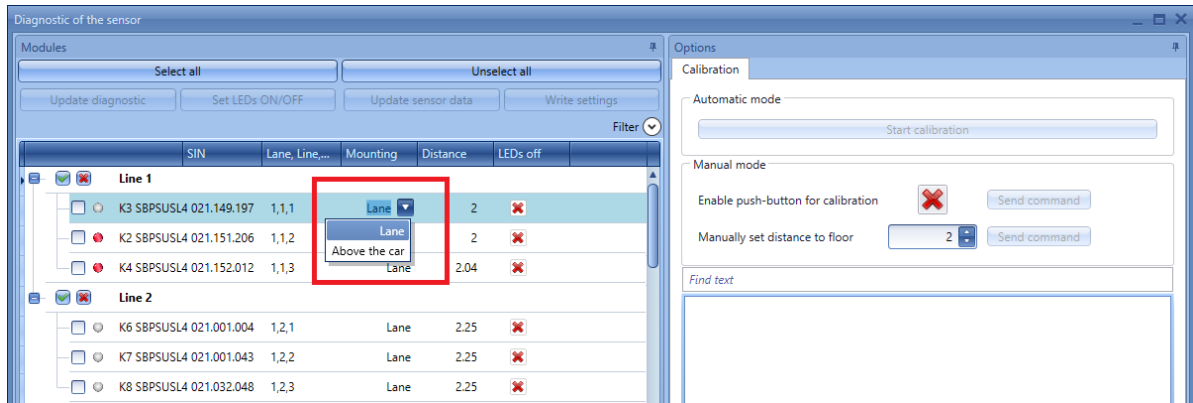 Diagnostic of the sensor
Modules
Select all Unselect all
Update diagnostic Set LEDs ON/OFF Update sensor data Write settings
Filter
SIN Lane, Line,... Mounting Distance LEDs off
Line 1
K3 SBPSUSL4 021.149.197 1,1,1 Lane 2
Lane
K2 SBPSUSL4 021.151.206 1,1,2 2
Above the car
K4 SBPSUSL4 021.152.012 1,1,3 Lane 2.04
Line 2
K6 SBPSUSL4 021.001.004 1,2,1 Lane 2.25
K7 SBPSUSL4 021.001.043 1,2,2 Lane 2.25
K8 SBPSUSL4 021.032.048 1,2,3 Lane 2.25
Options
Calibration
Automatic mode
Start calibration
Manual mode
Enable push-button for calibration Send command
Manually set distance to floor 2 Send command
Find text